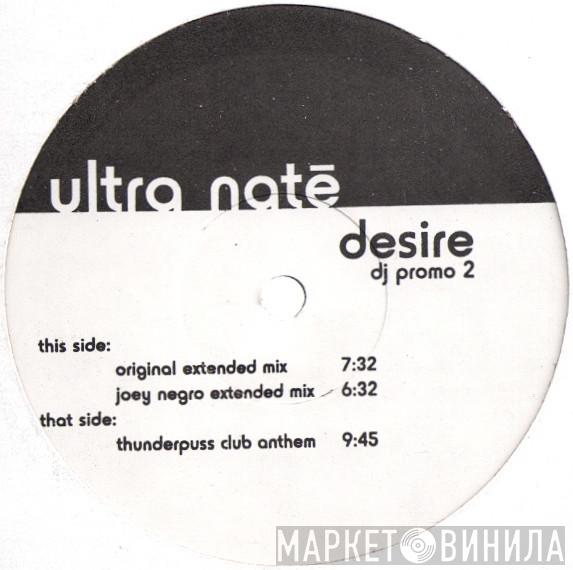 ultra natē
desire
dj promo 2
this side:
original extended mix 7:32
joey negro extended mix 6:32
that side:
thunderpuss club anthem 9:45
МАРКЕТ ВИНИЛА